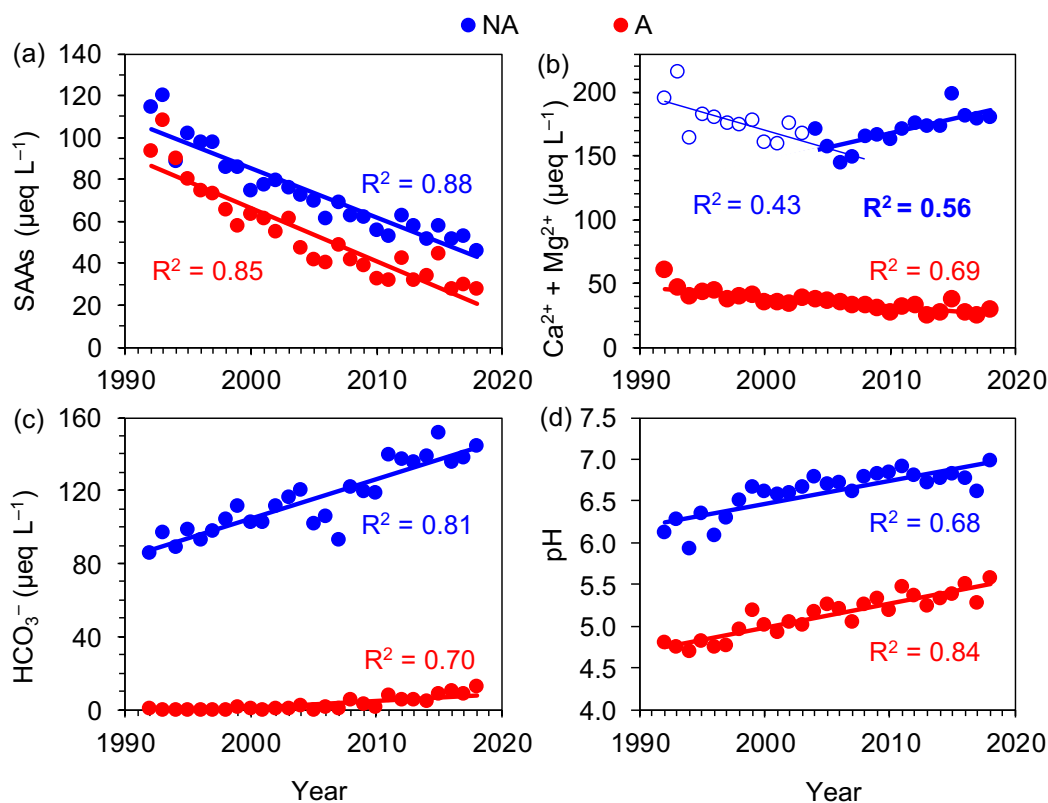 NA A
(a)
SAAs (µeq L⁻¹)
140
120
100
80
60
40
20
0
R² = 0.88
R² = 0.85
1990 2000 2010 2020
(b)
Ca²⁺ + Mg²⁺ (µeq L⁻¹)
200
150
100
50
0
R² = 0.43
R² = 0.56
R² = 0.69
1990 2000 2010 2020
(c)
HCO₃⁻ (µeq L⁻¹)
160
120
80
40
0
R² = 0.81
R² = 0.70
1990 2000 2010 2020
Year
(d)
pH
7.5
7.0
6.5
6.0
5.5
5.0
4.5
4.0
R² = 0.68
R² = 0.84
1990 2000 2010 2020
Year